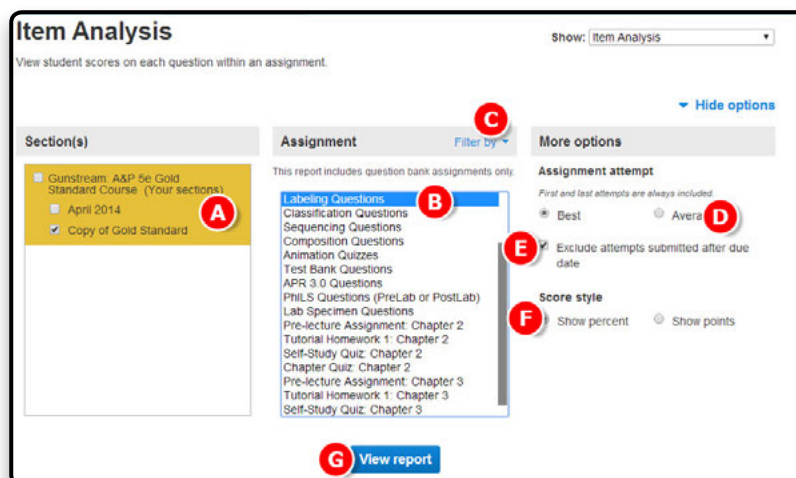 Item Analysis
Show: Item Analysis
View student scores on each question within an assignment.
C
Hide options
Section(s)
Assignment
Filter by
More options
Gunstream: A&P 5e Gold
Standard Course (Your sections)
April 2014
Copy of Gold Standard
A
This report includes question bank assignments only.
Labeling Questions
B
Classification Questions
Sequencing Questions
Composition Questions
Animation Quizzes
Test Bank Questions
APR 3.0 Questions
PhILS Questions (PreLab or PostLab)
Lab Specimen Questions
Pre-lecture Assignment: Chapter 2
Tutorial Homework 1: Chapter 2
Self-Study Quiz: Chapter 2
Chapter Quiz: Chapter 2
Pre-lecture Assignment: Chapter 3
Tutorial Homework 1: Chapter 3
Self-Study Quiz: Chapter 3
Assignment attempt
First and last attempts are always included.
Best
D
E
Exclude attempts submitted after due
date
Score style
F
Show percent
Show points
G
View report